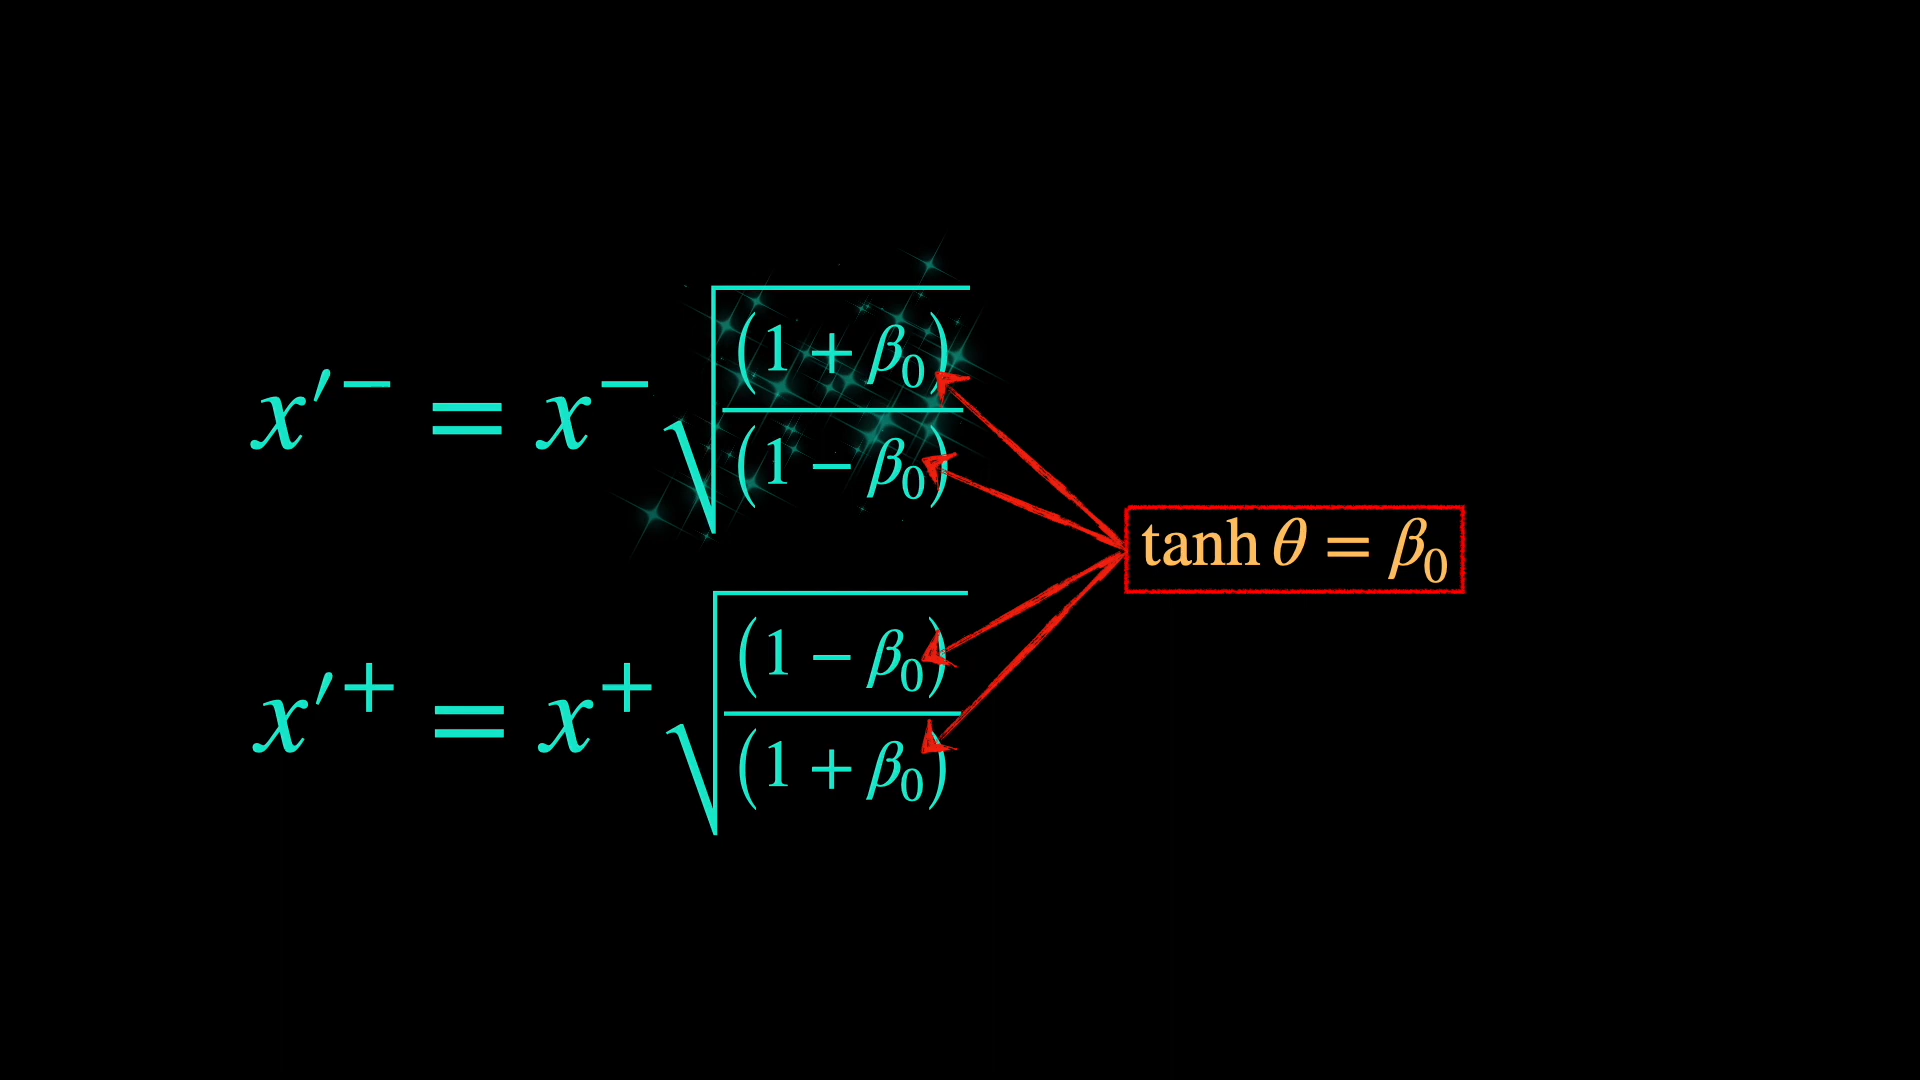 x′⁻ = x⁻ √((1 + β₀)/(1 − β₀))
tanh θ = β₀
x′⁺ = x⁺ √((1 − β₀)/(1 + β₀))